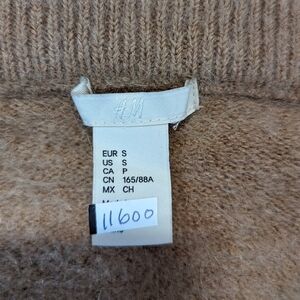 H&M
EUR S
US S
CA P
CN 165/88A
MX CH
11600